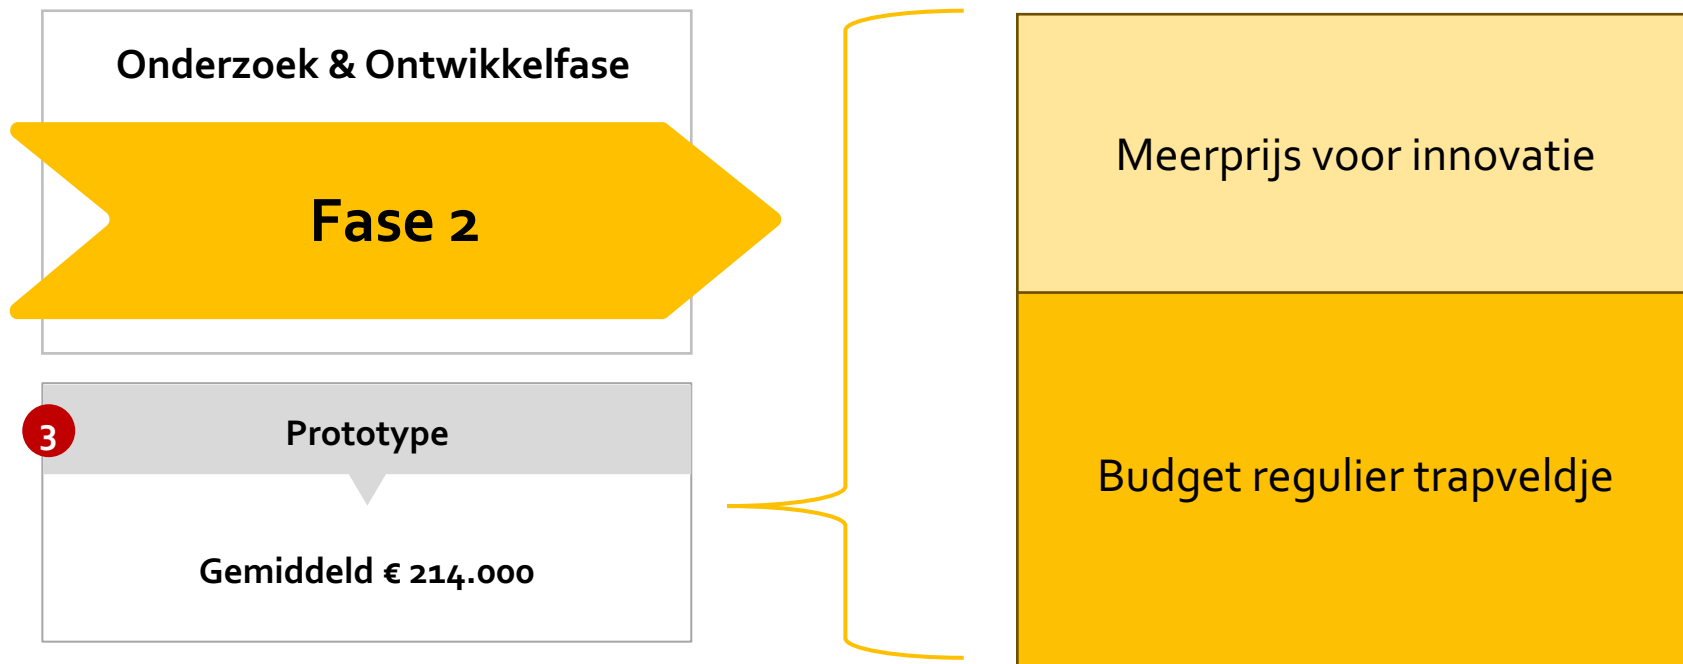 Onderzoek & Ontwikkelfase
Fase 2
3
Prototype
Gemiddeld € 214.000
Meerprijs voor innovatie
Budget regulier trapveldje